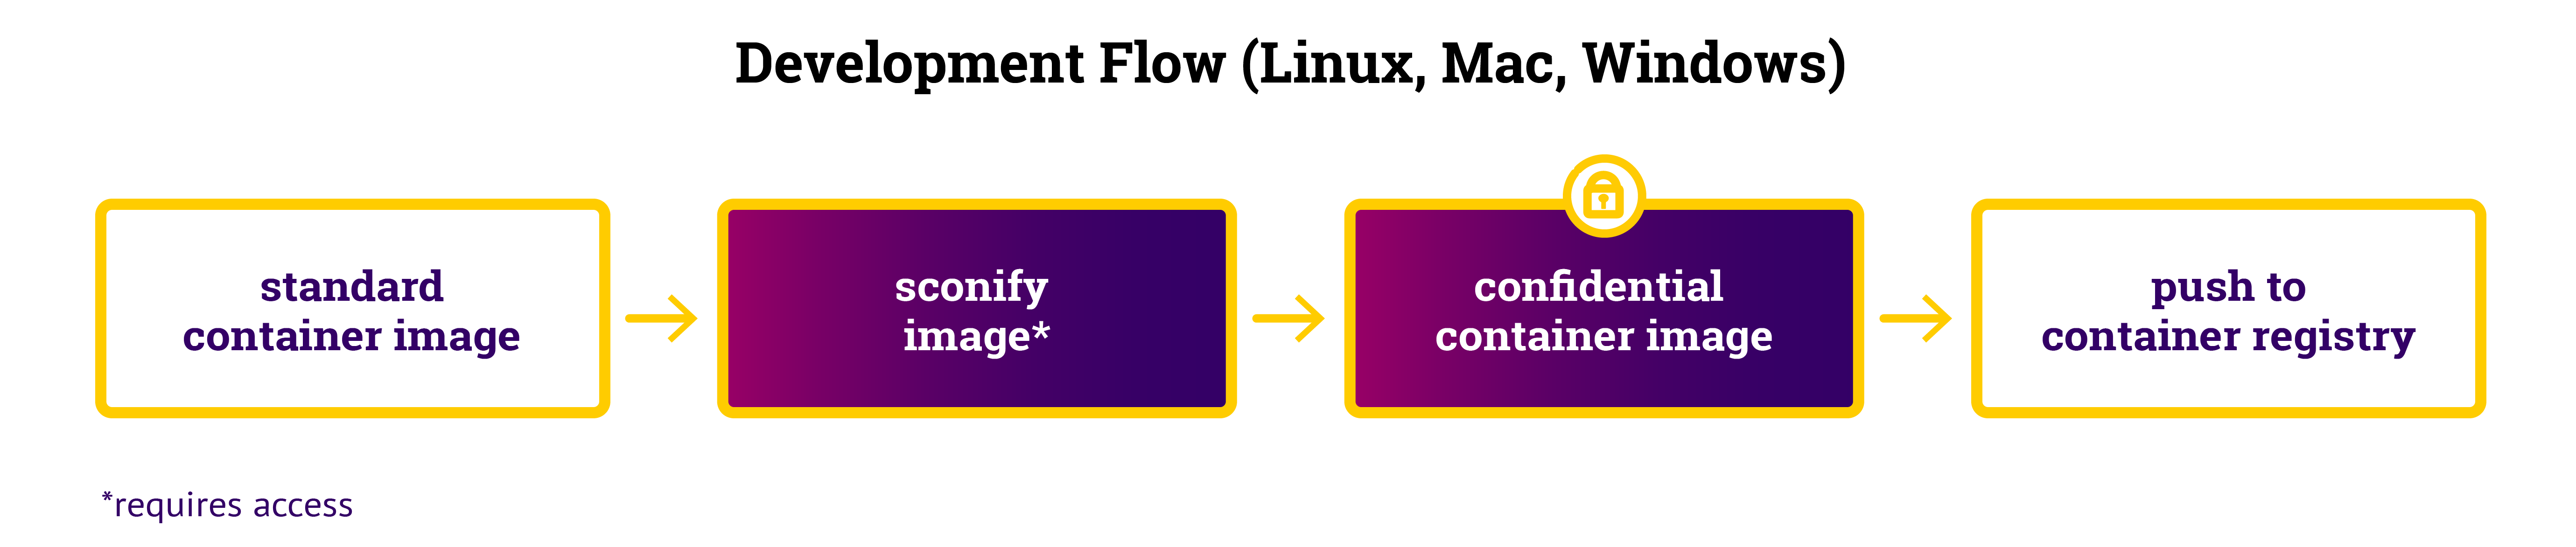 Development Flow (Linux, Mac, Windows)
standard
container image
sconify
image*
confidential
container image
push to
container registry
*requires access